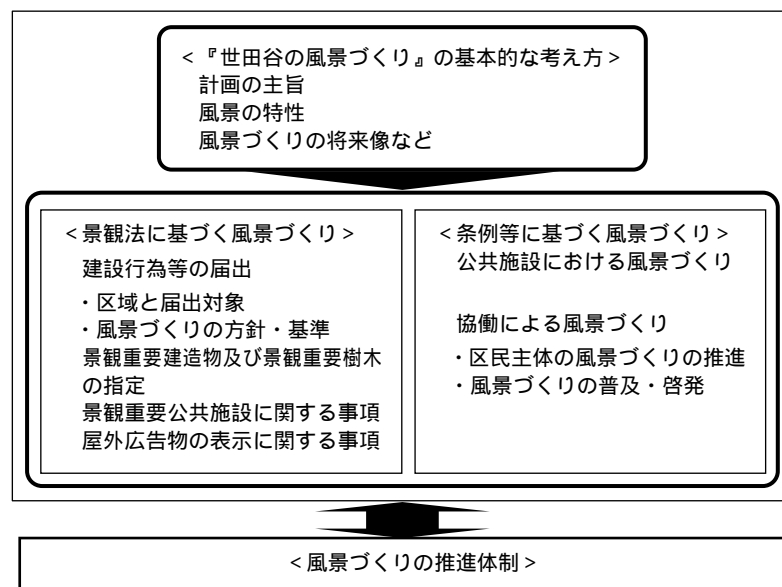 ＜『世田谷の風景づくり』の基本的な考え方＞
計画の主旨
風景の特性
風景づくりの将来像など
＜景観法に基づく風景づくり＞
建設行為等の届出
・区域と届出対象
・風景づくりの方針・基準
景観重要建造物及び景観重要樹木
の指定
景観重要公共施設に関する事項
屋外広告物の表示に関する事項
＜条例等に基づく風景づくり＞
公共施設における風景づくり
協働による風景づくり
・区民主体の風景づくりの推進
・風景づくりの普及・啓発
＜風景づくりの推進体制＞